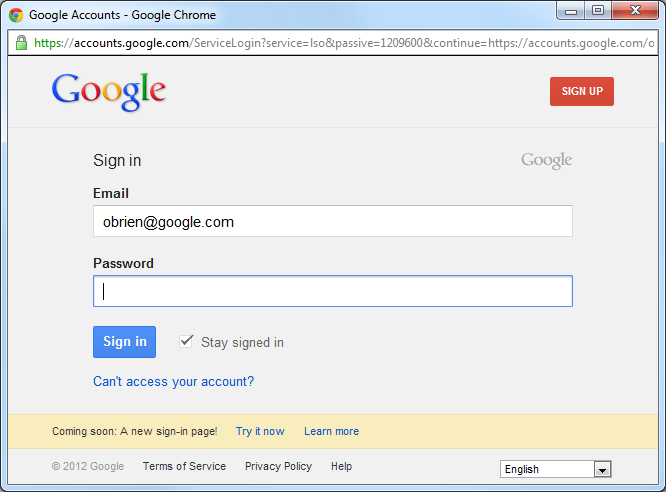 Google Accounts - Google Chrome
https://accounts.google.com/ServiceLogin?service=lso&passive=1209600&continue=https://accounts.google.com/o
Google
SIGN UP
Sign in
Google
Email
obrien@google.com
Password
Sign in
Stay signed in
Can't access your account?
Coming soon: A new sign-in page! Try it now Learn more
© 2012 Google Terms of Service Privacy Policy Help English